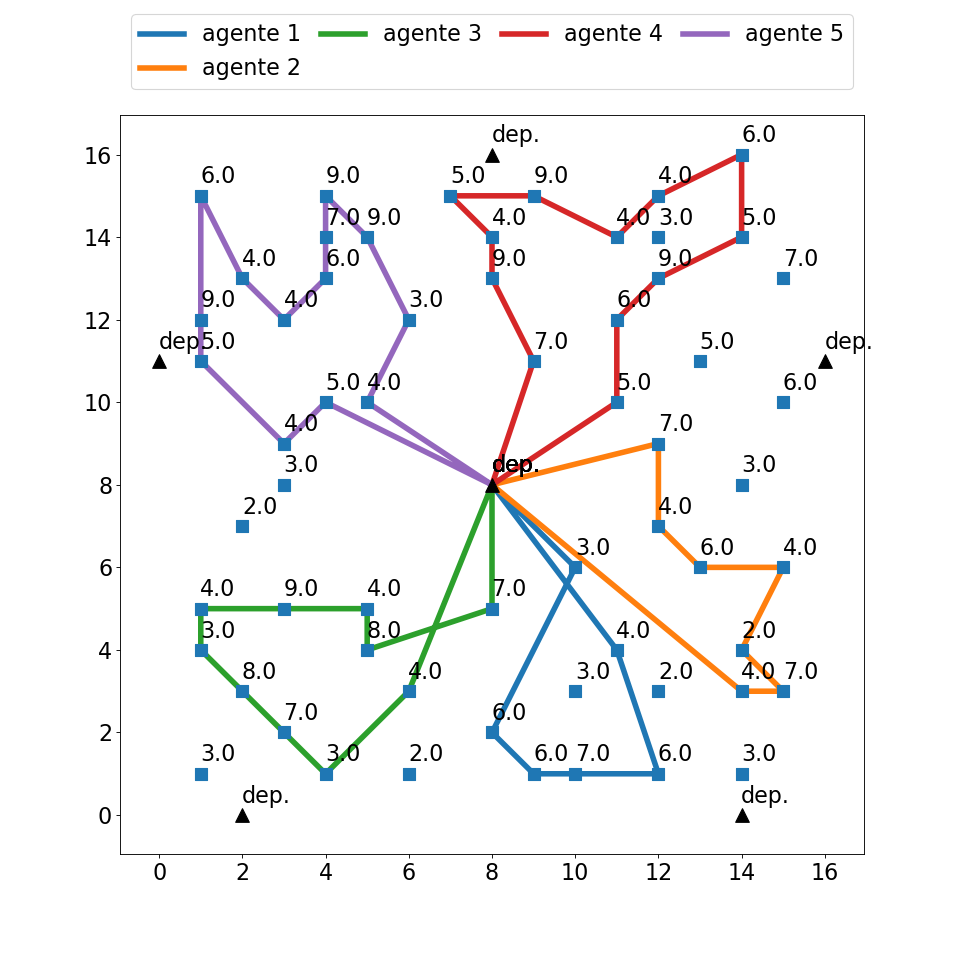 agente 1 agente 3 agente 4 agente 5
agente 2
dep. 6.0
6.0 9.0 5.0 9.0 4.0
7.0 9.0 4.0 4.0 3.0 5.0
4.0 6.0 9.0 9.0 7.0
9.0 4.0 3.0 6.0
dep. 5.0 7.0 5.0 dep.
5.0 4.0 5.0 6.0
4.0 7.0
3.0 dep. 3.0
2.0 4.0
3.0 6.0 4.0
4.0 9.0 4.0 7.0
3.0 8.0 4.0 2.0
8.0 4.0 3.0 2.0 4.0 7.0
7.0 6.0
3.0 3.0 2.0 6.0 7.0 6.0 3.0
dep. dep.
16
14
12
10
8
6
4
2
0
0 2 4 6 8 10 12 14 16